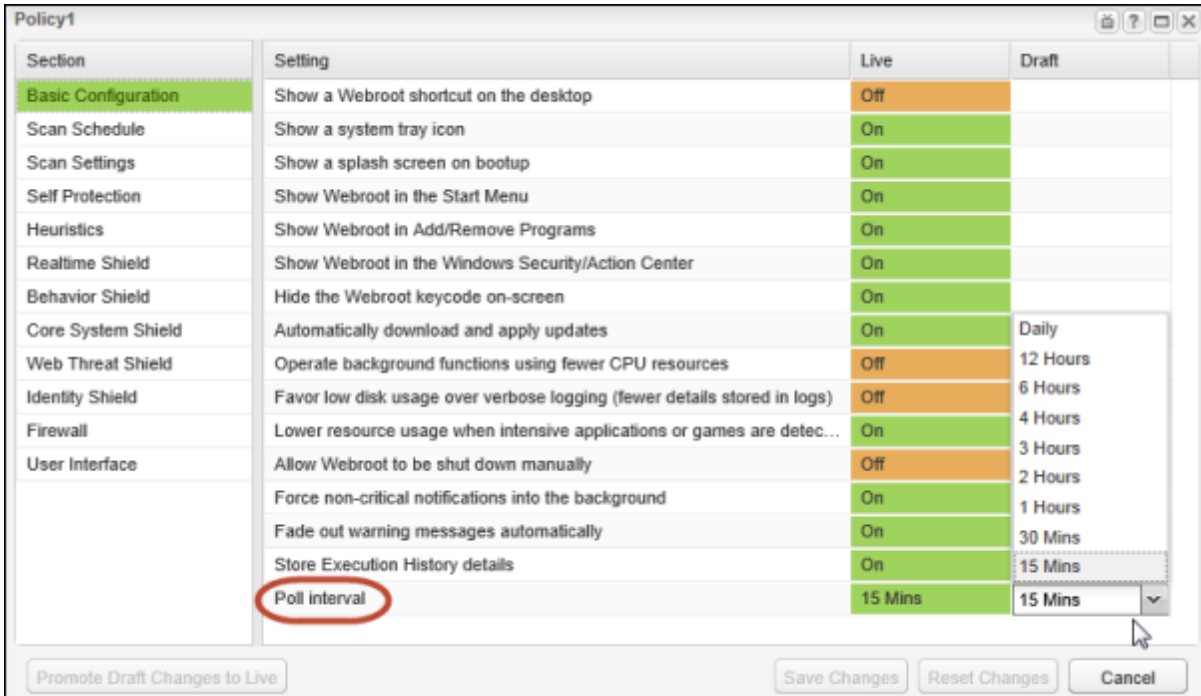 Policy1
Section Setting Live Draft
Basic Configuration Show a Webroot shortcut on the desktop Off
Scan Schedule Show a system tray icon On
Scan Settings Show a splash screen on bootup On
Self Protection Show Webroot in the Start Menu On
Heuristics Show Webroot in Add/Remove Programs On
Realtime Shield Show Webroot in the Windows Security/Action Center On
Behavior Shield Hide the Webroot keycode on-screen On
Core System Shield Automatically download and apply updates On Daily
Web Threat Shield Operate background functions using fewer CPU resources Off 12 Hours
6 Hours
Identity Shield Favor low disk usage over verbose logging (fewer details stored in logs) Off
4 Hours
Firewall Lower resource usage when intensive applications or games are detec... On
3 Hours
User Interface Allow Webroot to be shut down manually Off
2 Hours
Force non-critical notifications into the background On 1 Hours
Fade out warning messages automatically On 30 Mins
Store Execution History details On 15 Mins
Poll interval 15 Mins 15 Mins
Promote Draft Changes to Live Save Changes Reset Changes Cancel